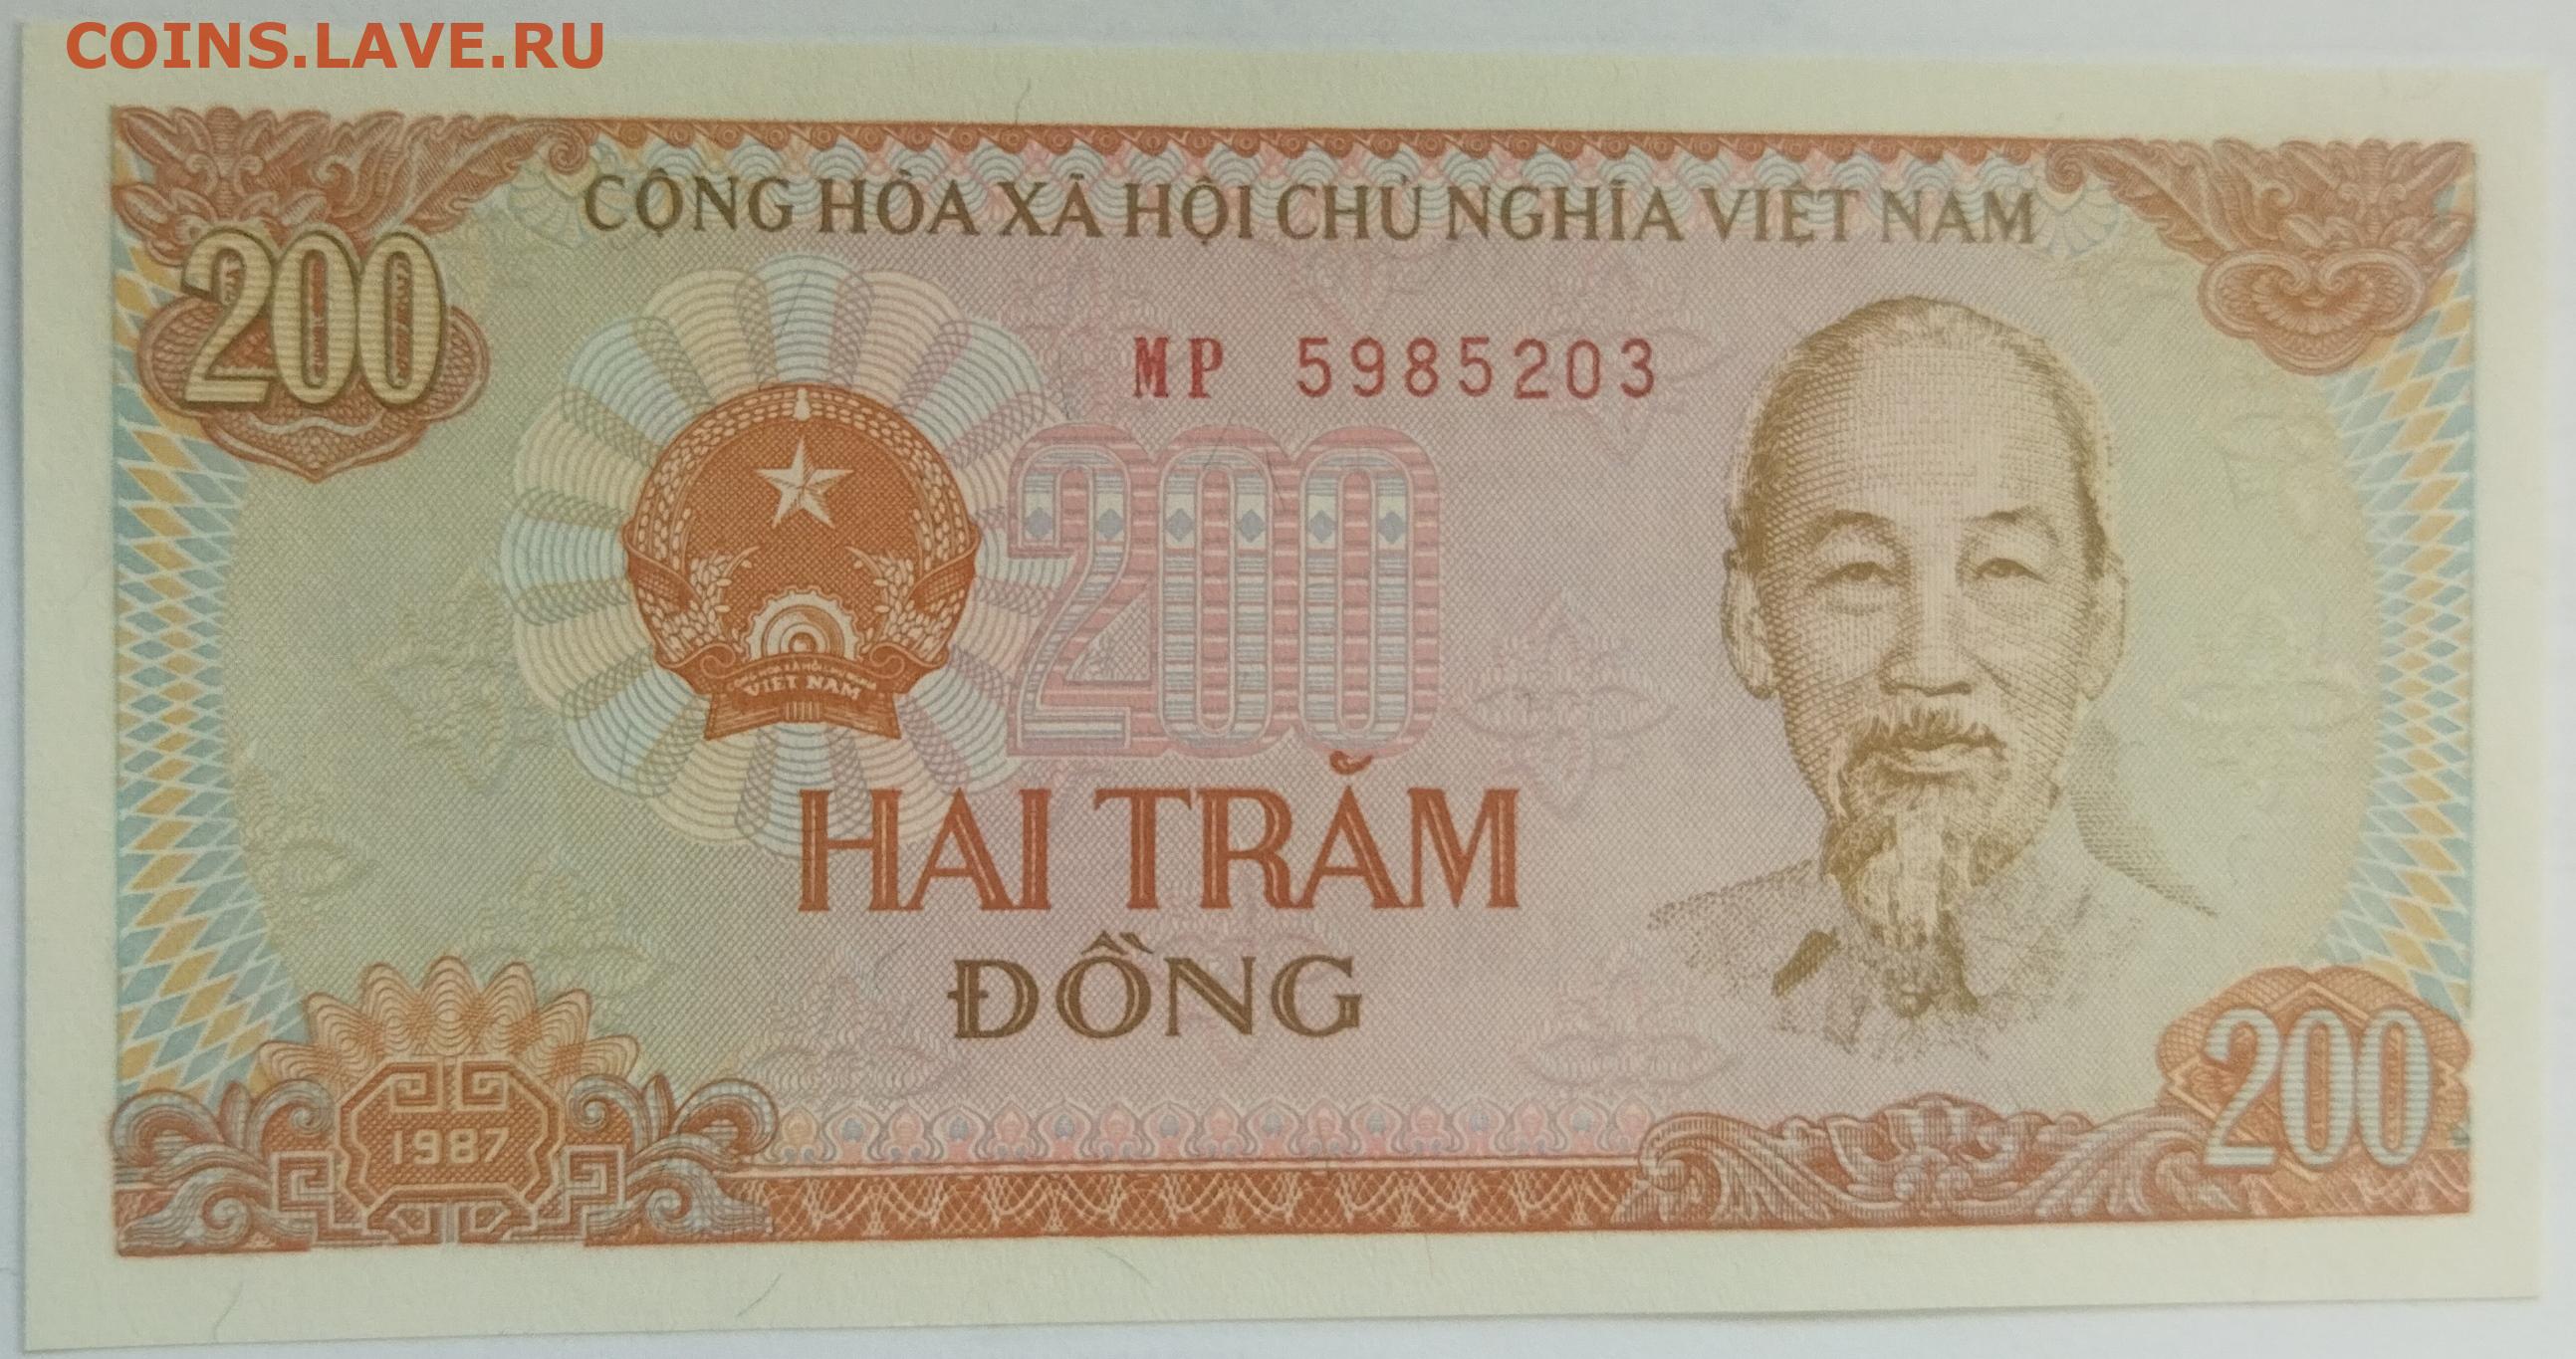 COINS.LAVE.RU
CỘNG HÒA XÃ HỘI CHỦ NGHĨA VIỆT NAM
200
MP 5985203
200
VIỆT NAM
HAI TRĂM
ĐỒNG
1987
200